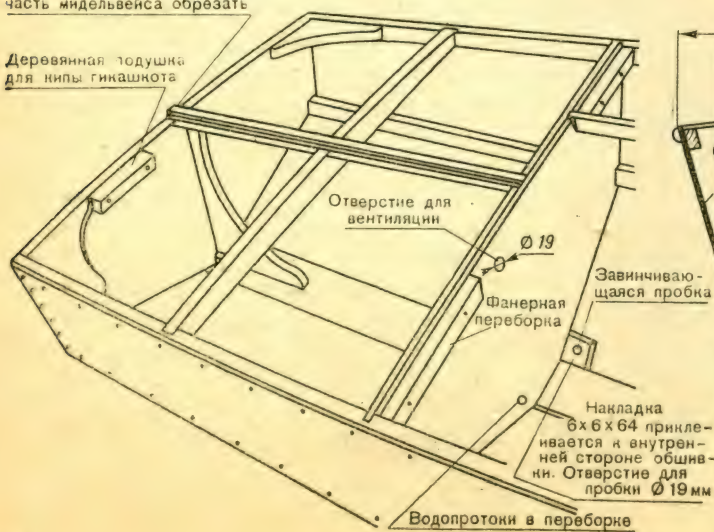 часть мидельвейса обрезать
Деревянная подушка
для кипы гикашкота
Отверстие для
вентиляции
Ø 19
Фанерная
переборка
Завинчиваю-
щаяся пробка
Накладка
6х6х64 прикле-
ивается к внутрен-
ней стороне обшив-
ки. Отверстие для
пробки Ø 19 мм
Водопротоки в переборке